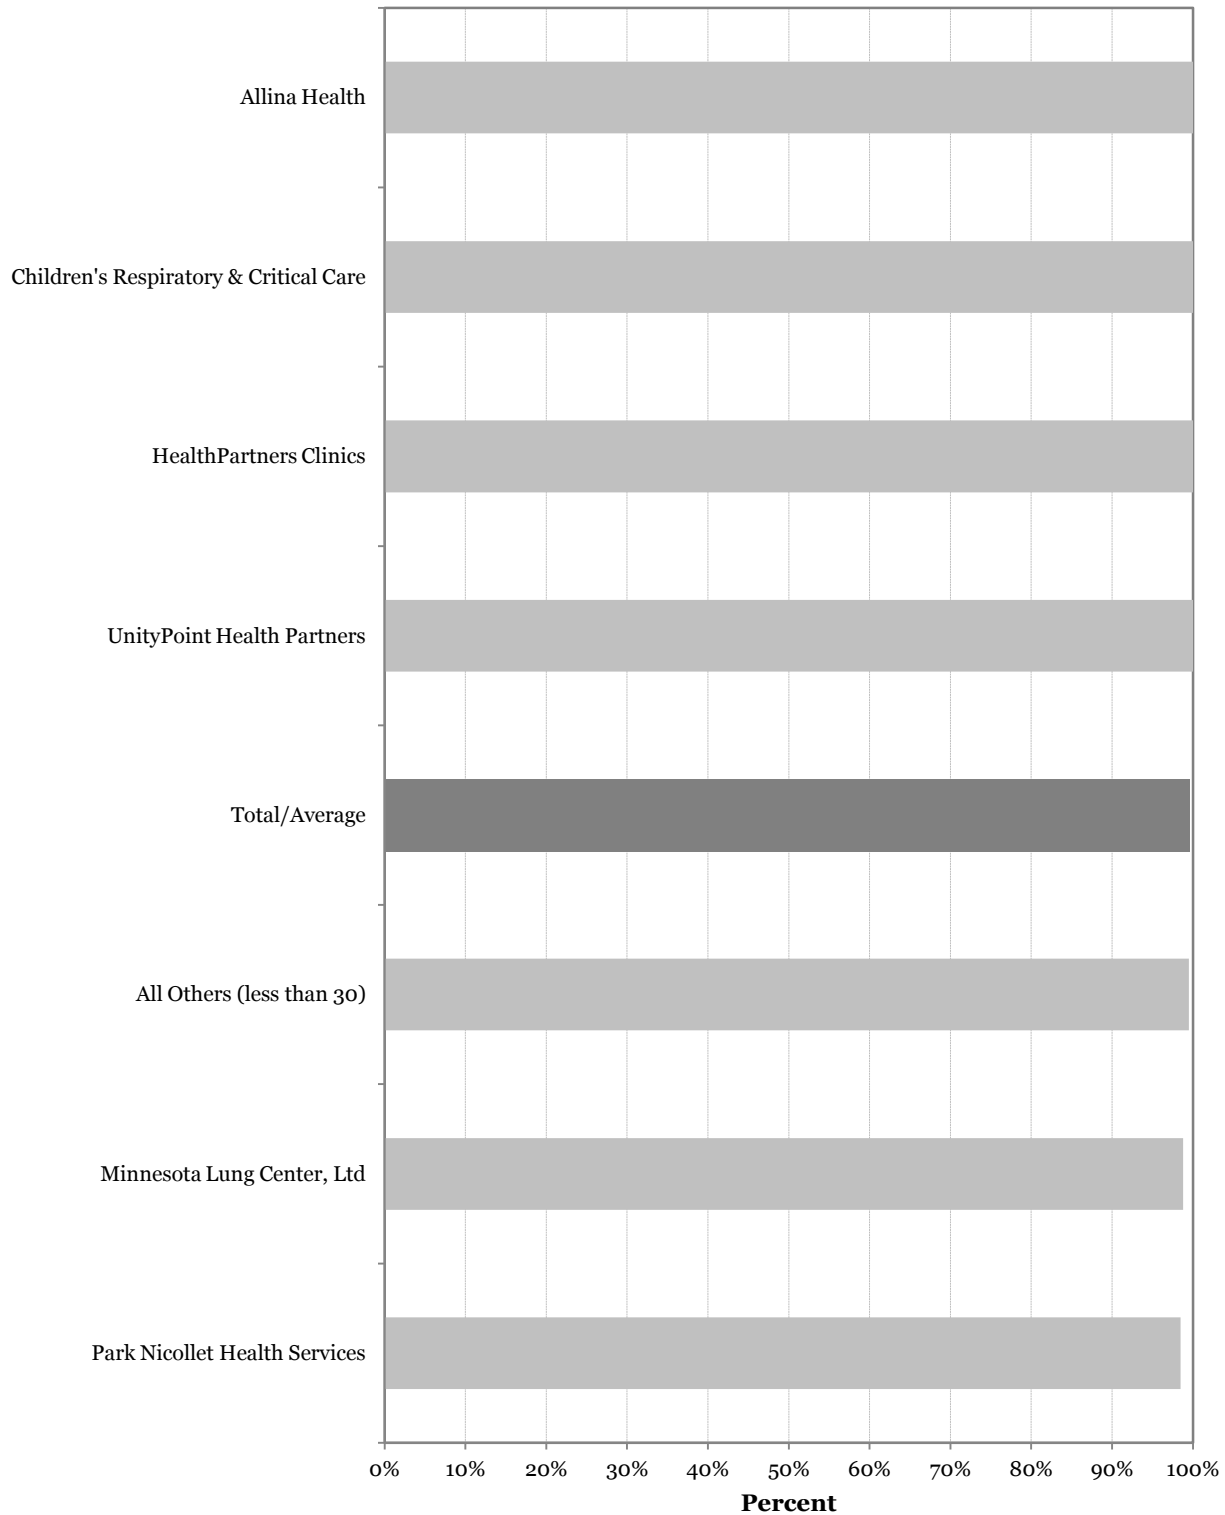 Allina Health
Children's Respiratory & Critical Care
HealthPartners Clinics
UnityPoint Health Partners
Total/Average
All Others (less than 30)
Minnesota Lung Center, Ltd
Park Nicollet Health Services
0% 10% 20% 30% 40% 50% 60% 70% 80% 90% 100%
Percent